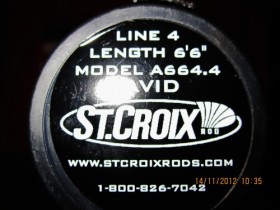 LINE 4
LENGTH 6'6"
MODEL A664.4
AVID
ST.CROIX
ROD
WWW.STCROIXRODS.COM
1-800-826-7042
14/11/2012 10:35